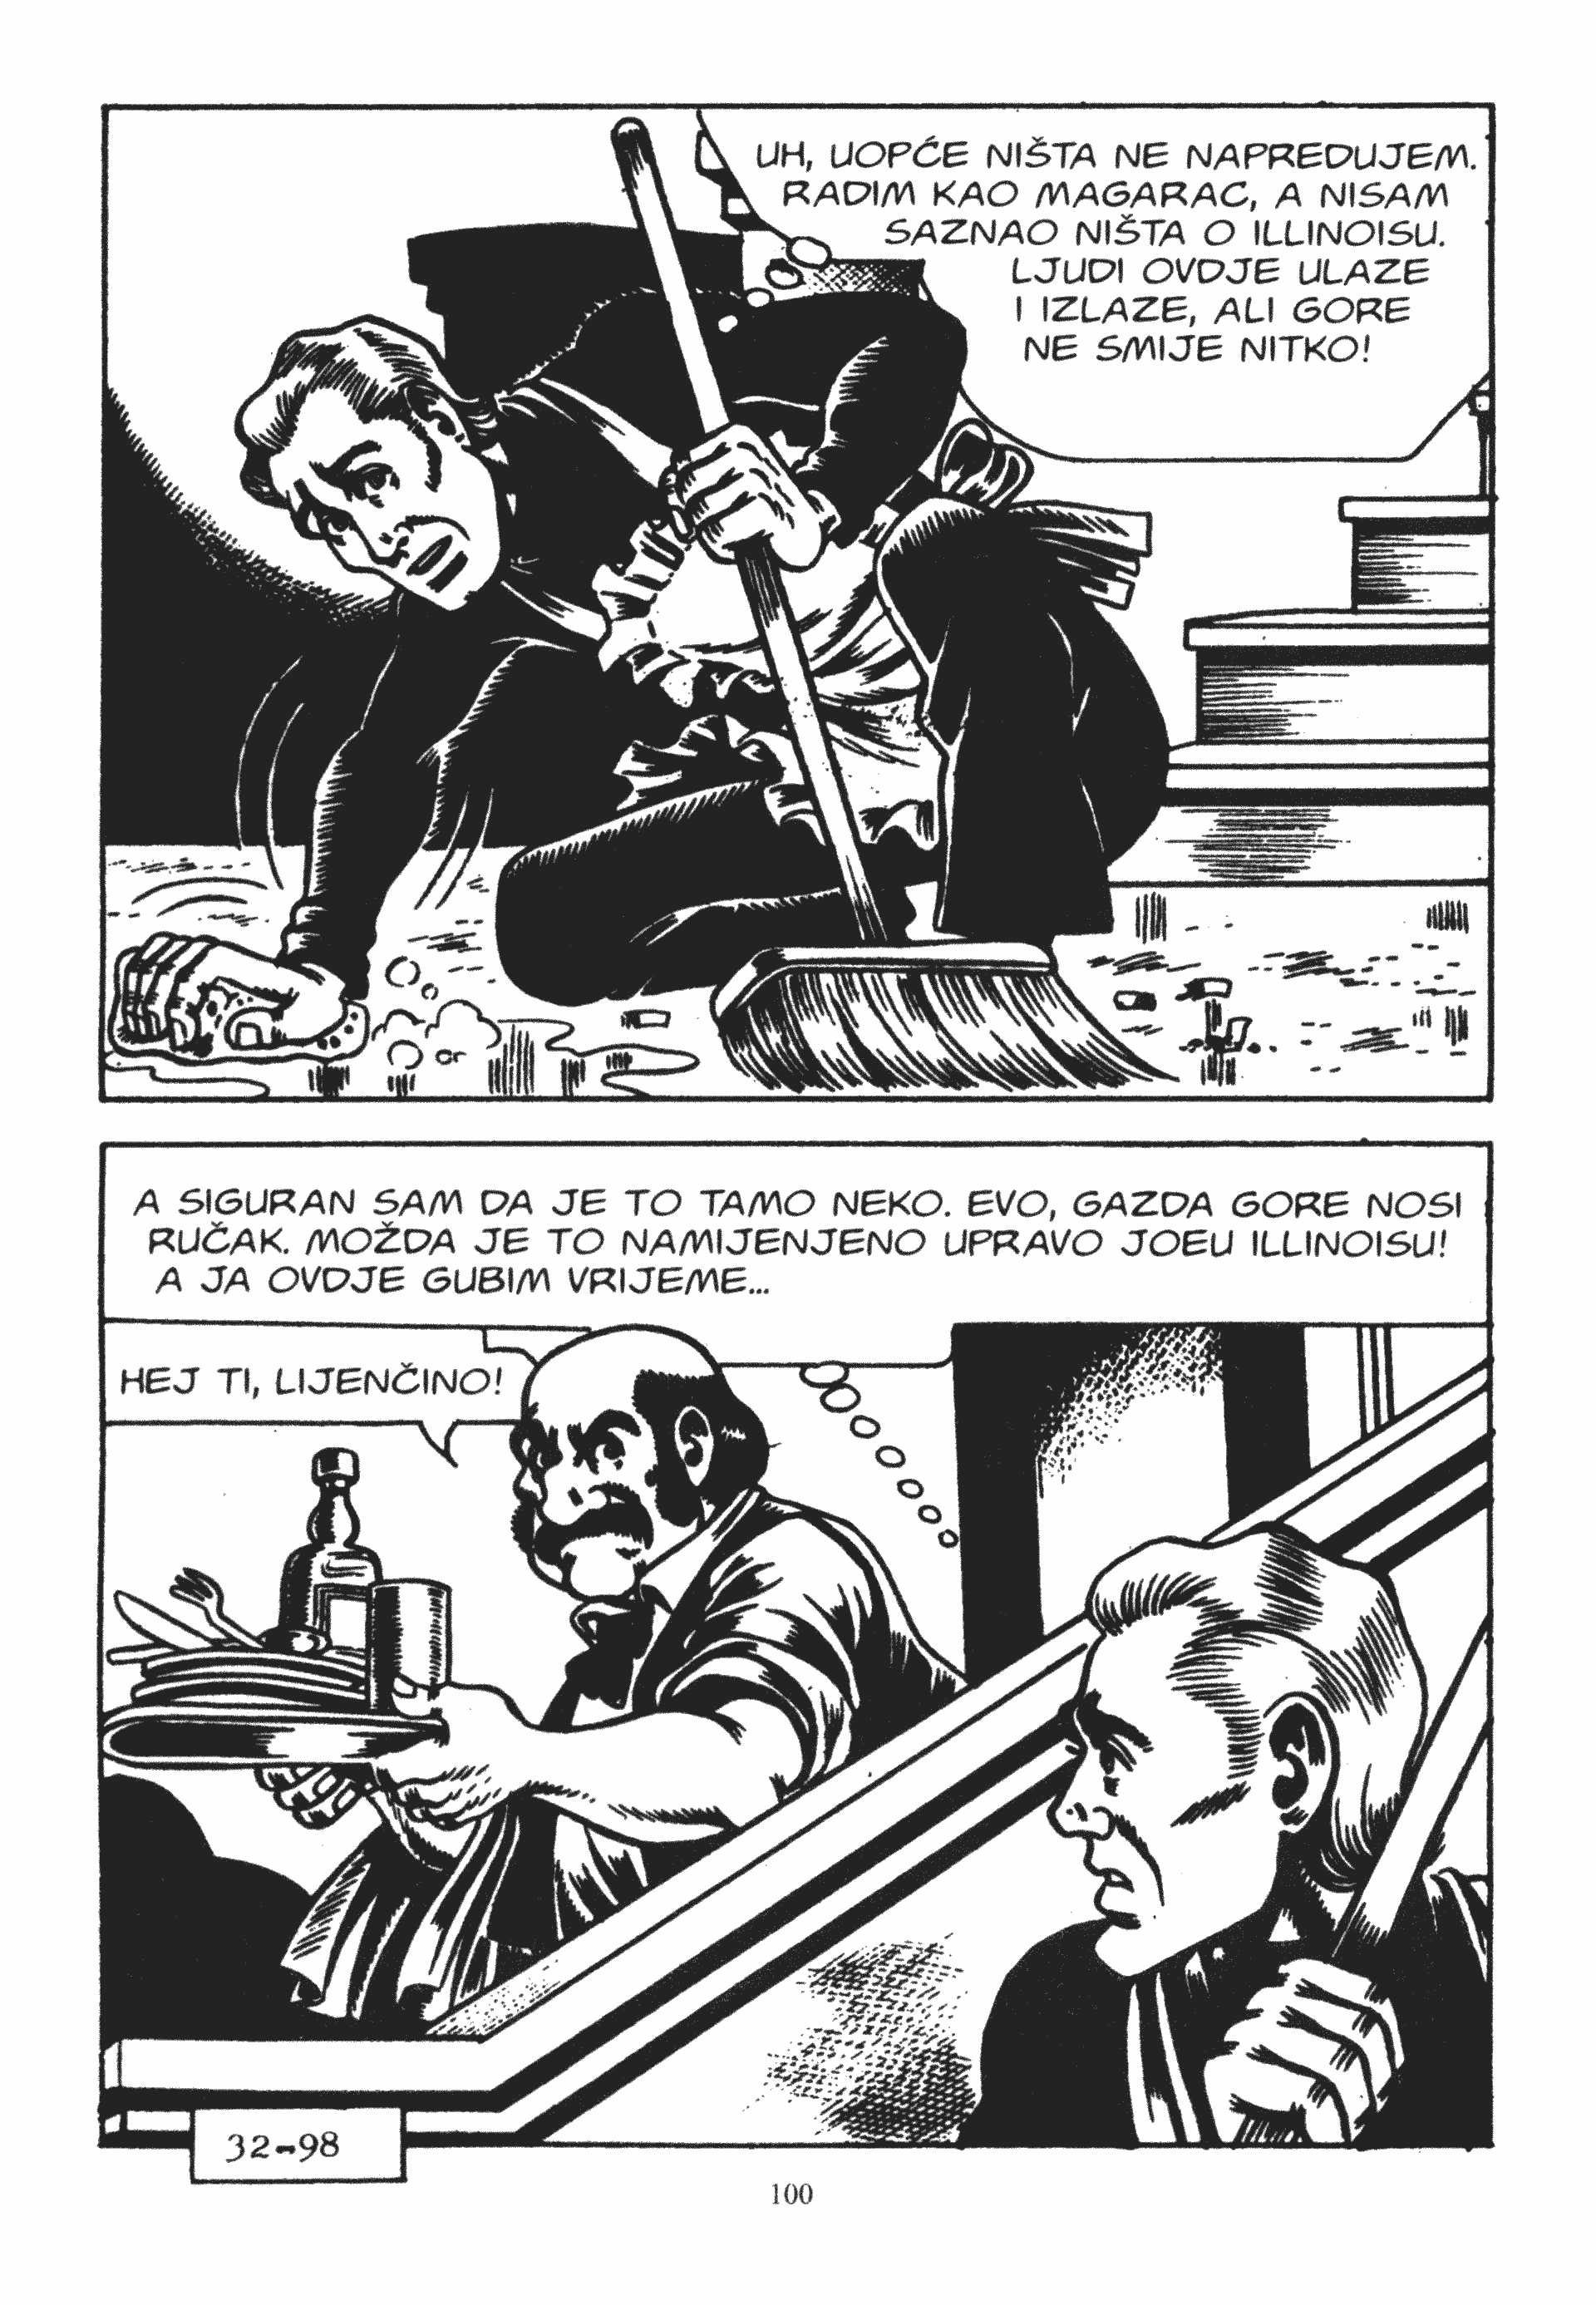 UH, UOPĆE NIŠTA NE NAPREDUJEM.
RADIM KAO MAGARAC, A NISAM
SAZNAO NIŠTA O ILLINOISU.
LJUDI OVDJE ULAZE
I IZLAZE, ALI GORE
NE SMIJE NITKO!
A SIGURAN SAM DA JE TO TAMO NEKO. EVO, GAZDA GORE NOSI
RUČAK. MOŽDA JE TO NAMIJENJENO UPRAVO JOEU ILLINOISU!
A JA OVDJE GUBIM VRIJEME...
HEJ TI, LIJENČINO!
32-98
100